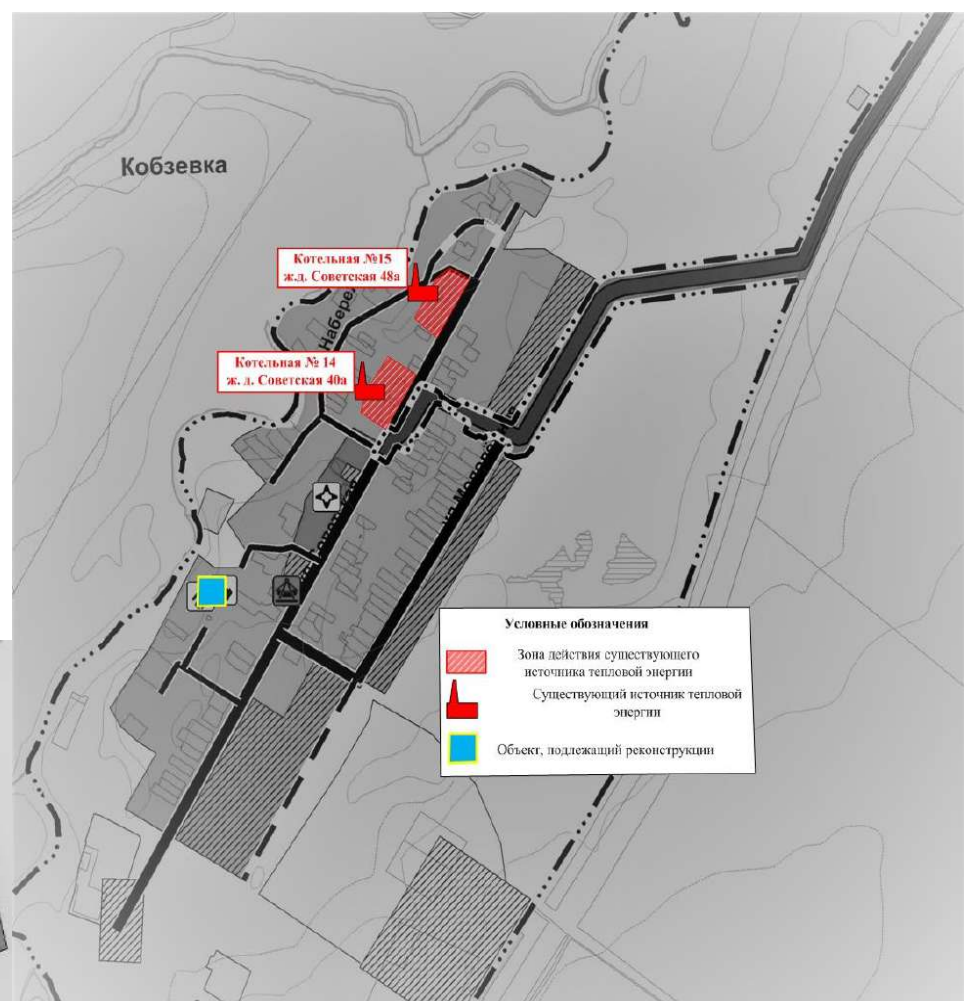 Кобзевка
Котельная №15
ж.д. Советская 48а
Котельная № 14
ж. д. Советская 40а
Условные обозначения
Зона действия существующего
источника тепловой энергии
Существующий источник тепловой
энергии
Объект, подлежащий реконструкции